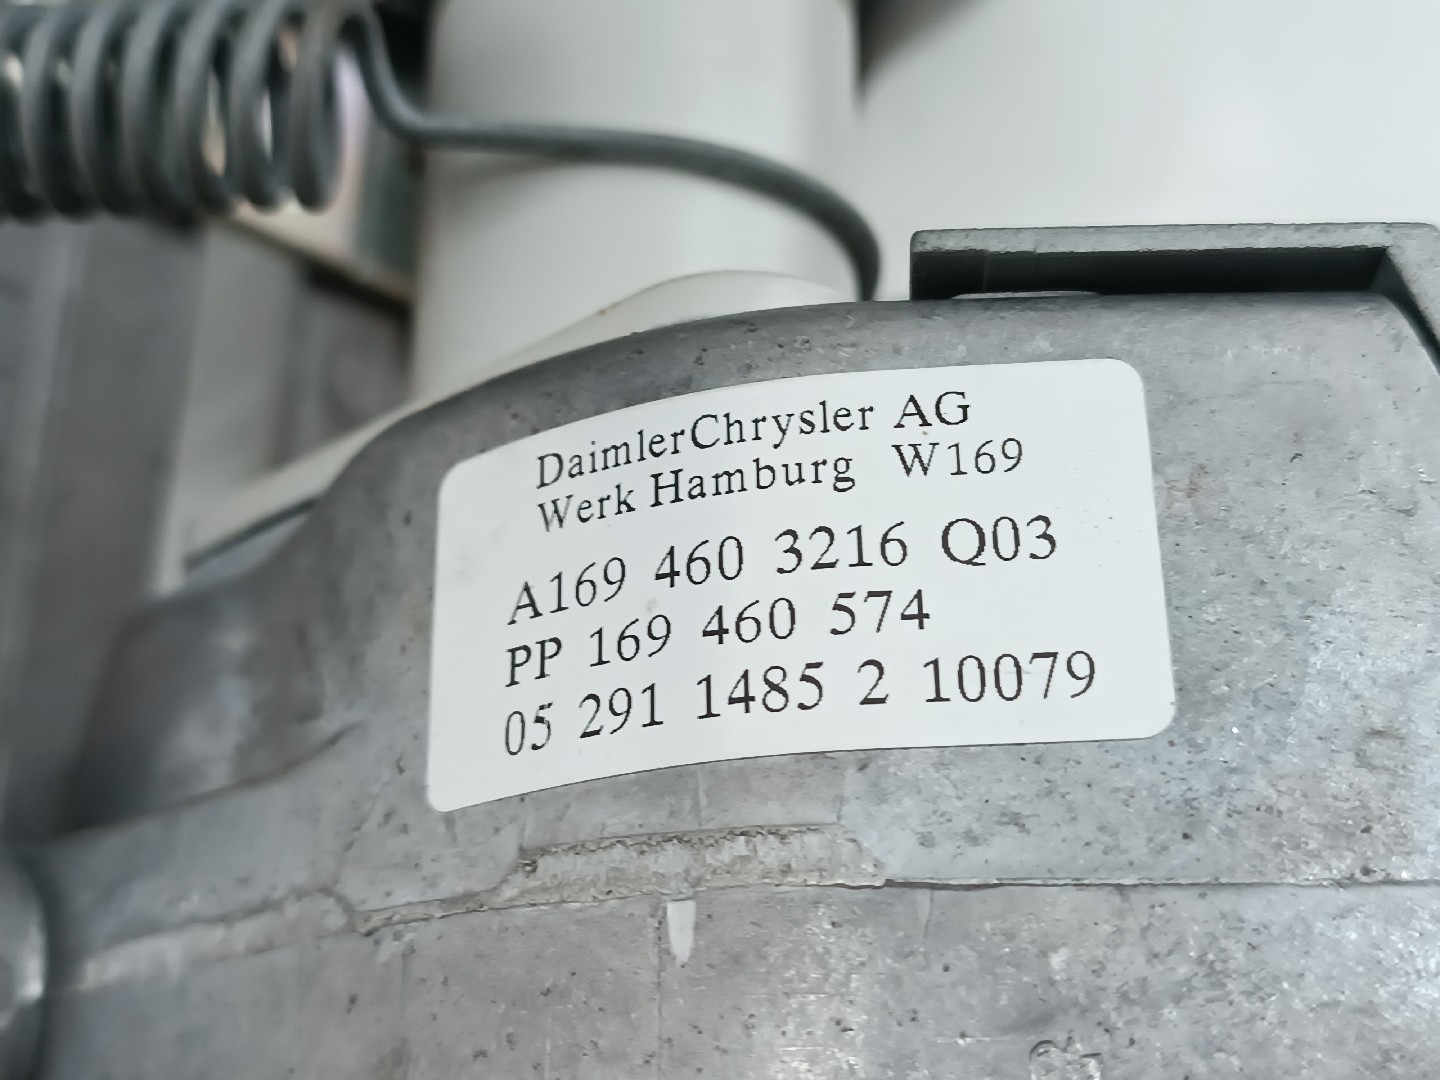 DaimlerChrysler AG
Werk Hamburg W169
A169 460 3216 Q03
PP 169 460 574
05 291 1485 2 10079